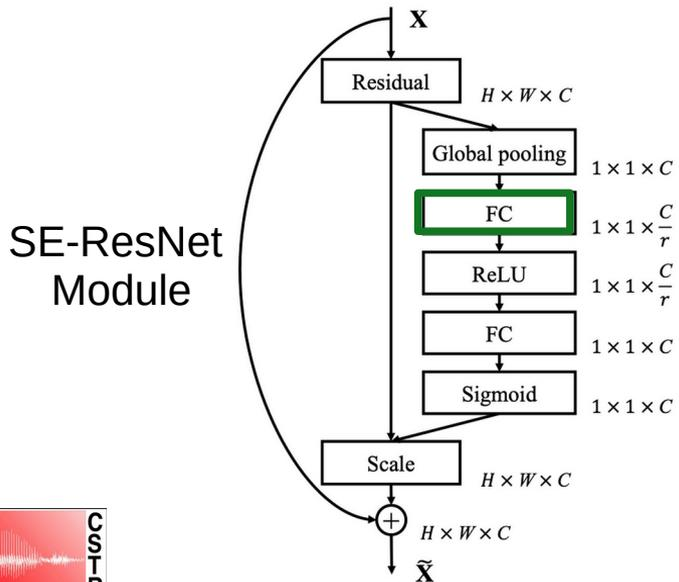 X
Residual
H × W × C
Global pooling
1 × 1 × C
FC
1 × 1 × C/r
SE-ResNet
Module
ReLU
1 × 1 × C/r
FC
1 × 1 × C
Sigmoid
1 × 1 × C
Scale
H × W × C
+
H × W × C
X̃
C
S
T